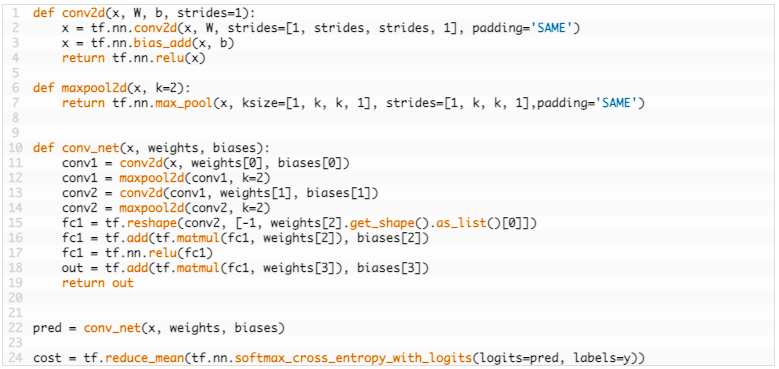 1 def conv2d(x, W, b, strides=1):
2     x = tf.nn.conv2d(x, W, strides=[1, strides, strides, 1], padding='SAME')
3     x = tf.nn.bias_add(x, b)
4     return tf.nn.relu(x)
5
6 def maxpool2d(x, k=2):
7     return tf.nn.max_pool(x, ksize=[1, k, k, 1], strides=[1, k, k, 1],padding='SAME')
8
9
10 def conv_net(x, weights, biases):
11     conv1 = conv2d(x, weights[0], biases[0])
12     conv1 = maxpool2d(conv1, k=2)
13     conv2 = conv2d(conv1, weights[1], biases[1])
14     conv2 = maxpool2d(conv2, k=2)
15     fc1 = tf.reshape(conv2, [-1, weights[2].get_shape().as_list()[0]])
16     fc1 = tf.add(tf.matmul(fc1, weights[2]), biases[2])
17     fc1 = tf.nn.relu(fc1)
18     out = tf.add(tf.matmul(fc1, weights[3]), biases[3])
19     return out
20
21
22 pred = conv_net(x, weights, biases)
23
24 cost = tf.reduce_mean(tf.nn.softmax_cross_entropy_with_logits(logits=pred, labels=y))